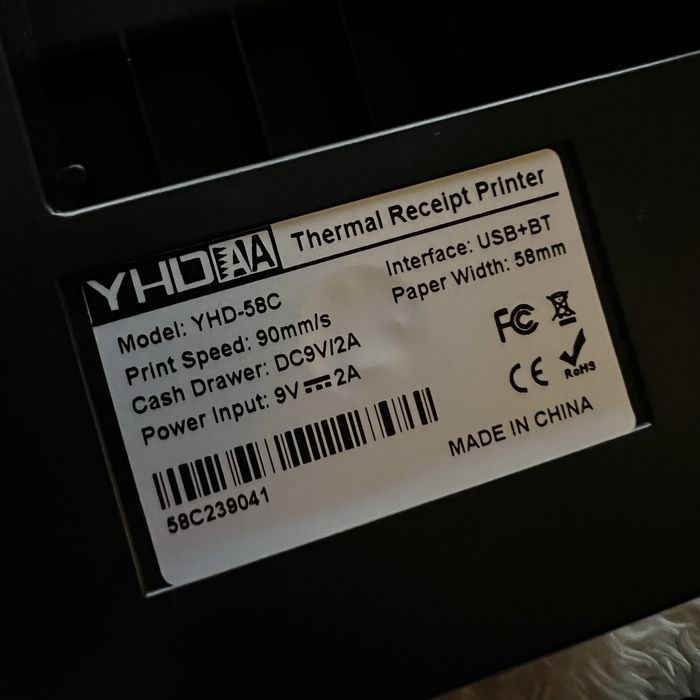 YHDAA Thermal Receipt Printer
Model: YHD-58C
Interface: USB+BT
Print Speed: 90mm/s
Paper Width: 58mm
Cash Drawer: DC9V/2A
Power Input: 9V⎓2A
FC
CE
RoHS
58C239041
MADE IN CHINA